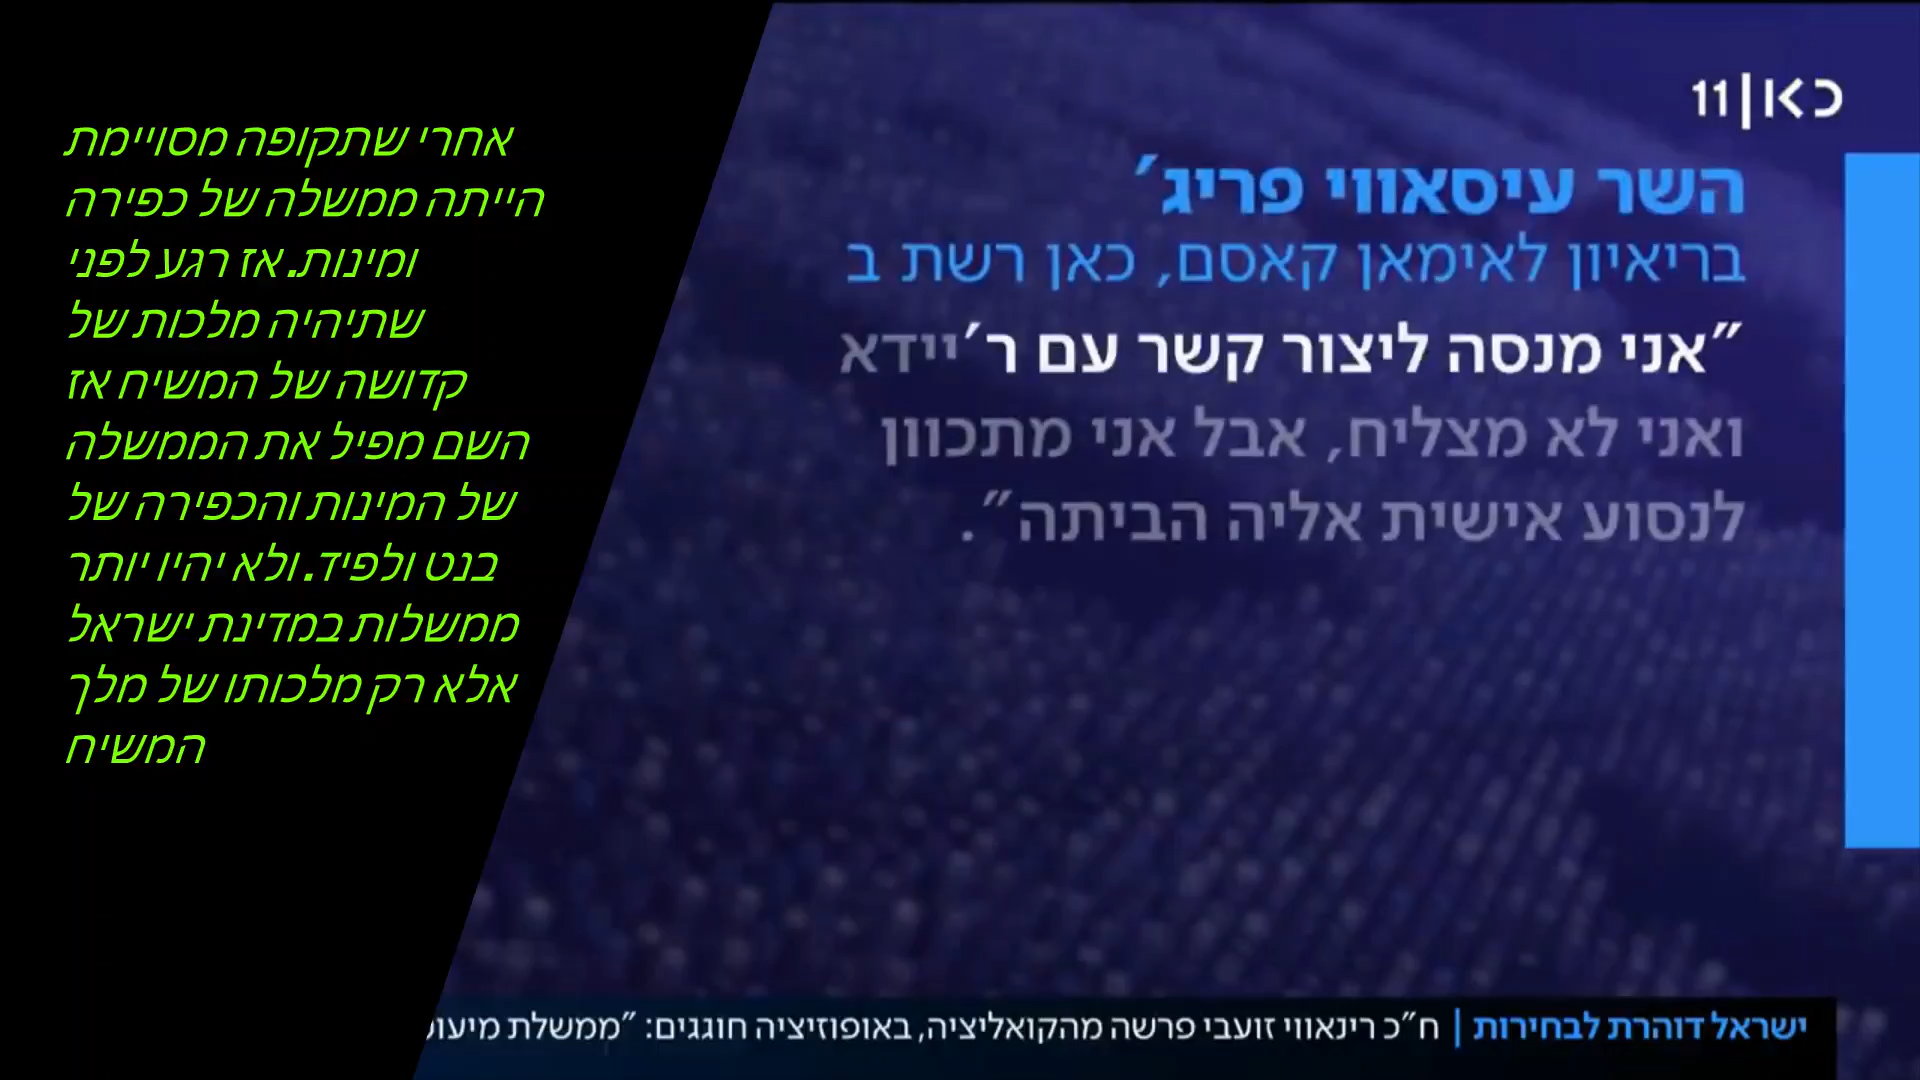 כאן|11
השר עיסאווי פריג׳
בריאיון לאימאן קאסם, כאן רשת ב
״אני מנסה ליצור קשר עם ר׳יידא
ואני לא מצליח, אבל אני מתכוון
לנסוע אישית אליה הביתה״.
ישראל דוהרת לבחירות | ח״כ רינאווי זועבי פרשה מהקואליציה, באופוזיציה חוגגים: ״ממשלת
אחרי שתקופה מסויימת
הייתה ממשלה של כפירה
ומינות. אז רגע לפני
שתיהיה מלכות של
קדושה של המשיח אז
השם מפיל את הממשלה
של המינות והכפירה של
בנט ולפיד. ולא יהיו יותר
ממשלות במדינת ישראל
אלא רק מלכותו של מלך
המשיח